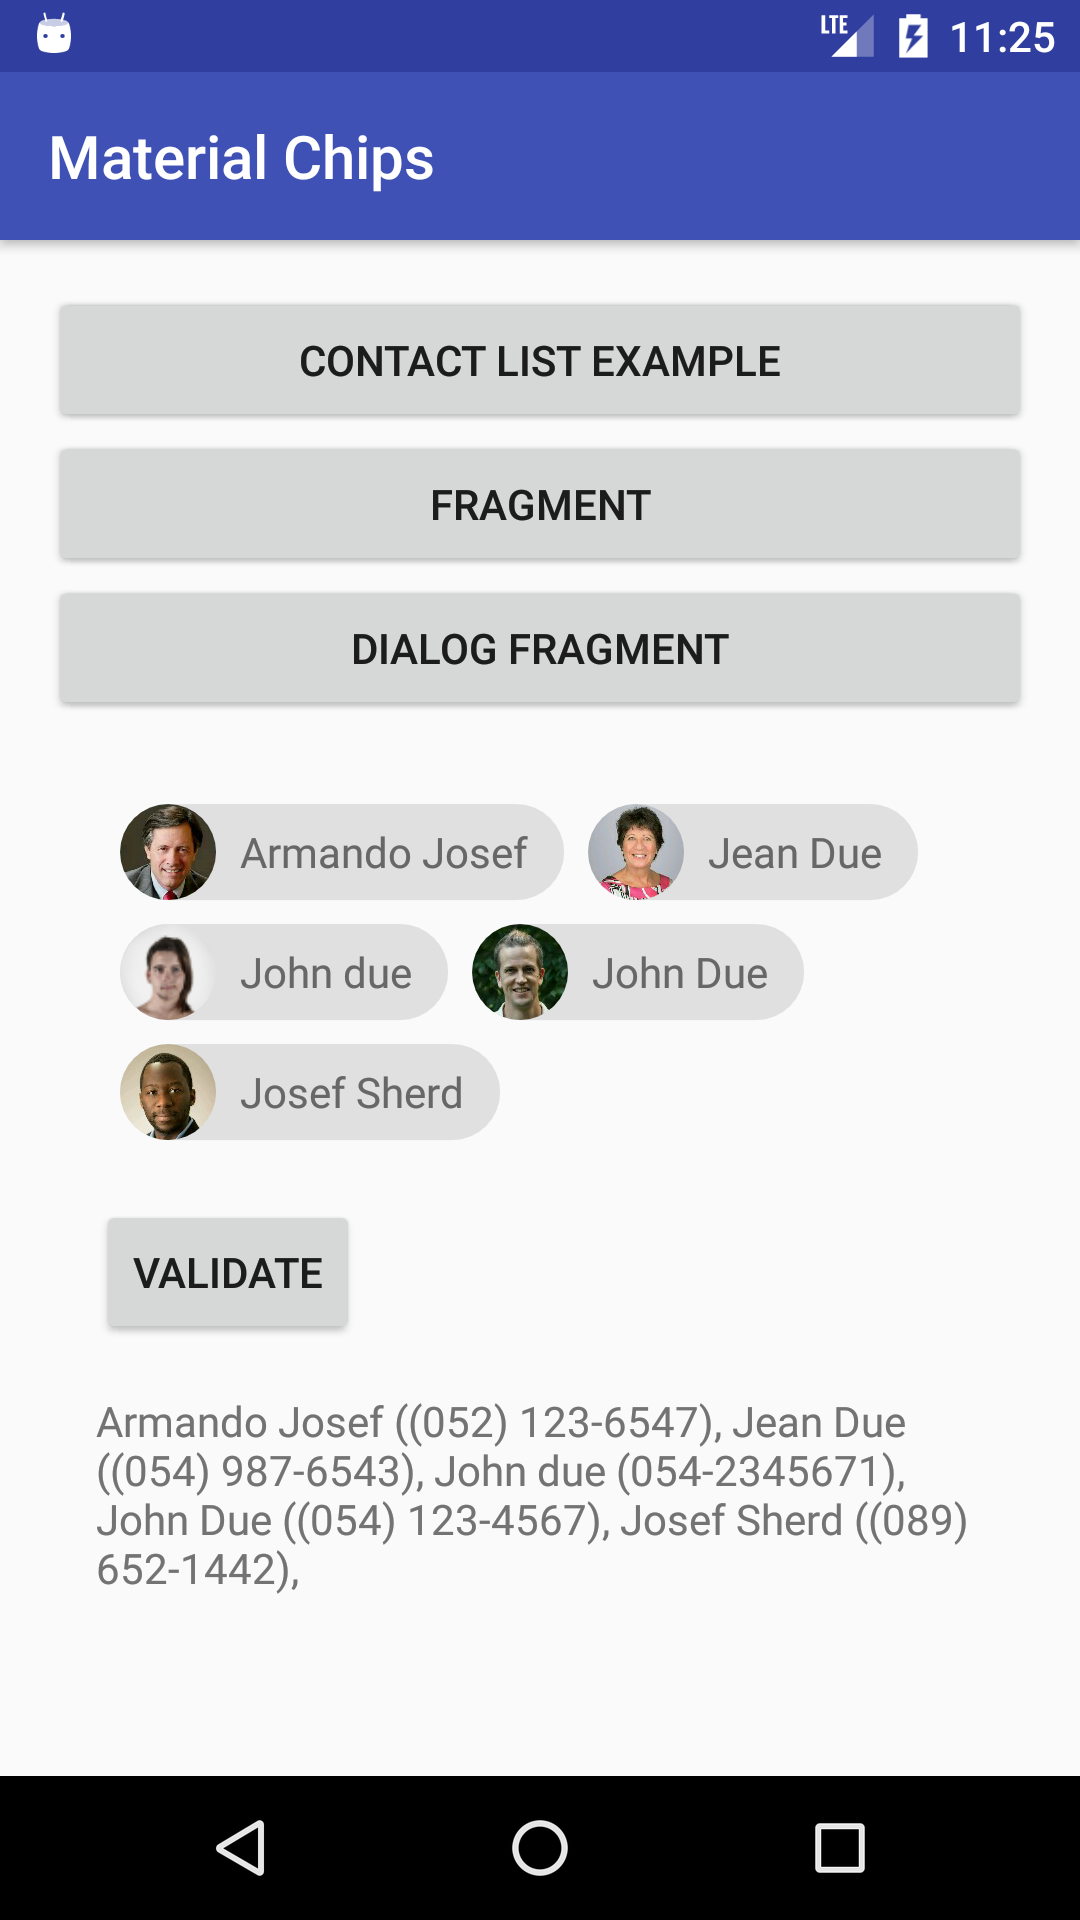 LTE 11:25
Material Chips
CONTACT LIST EXAMPLE
FRAGMENT
DIALOG FRAGMENT
Armando Josef Jean Due
John due John Due
Josef Sherd
VALIDATE
Armando Josef ((052) 123-6547), Jean Due
((054) 987-6543), John due (054-2345671),
John Due ((054) 123-4567), Josef Sherd ((089)
652-1442),